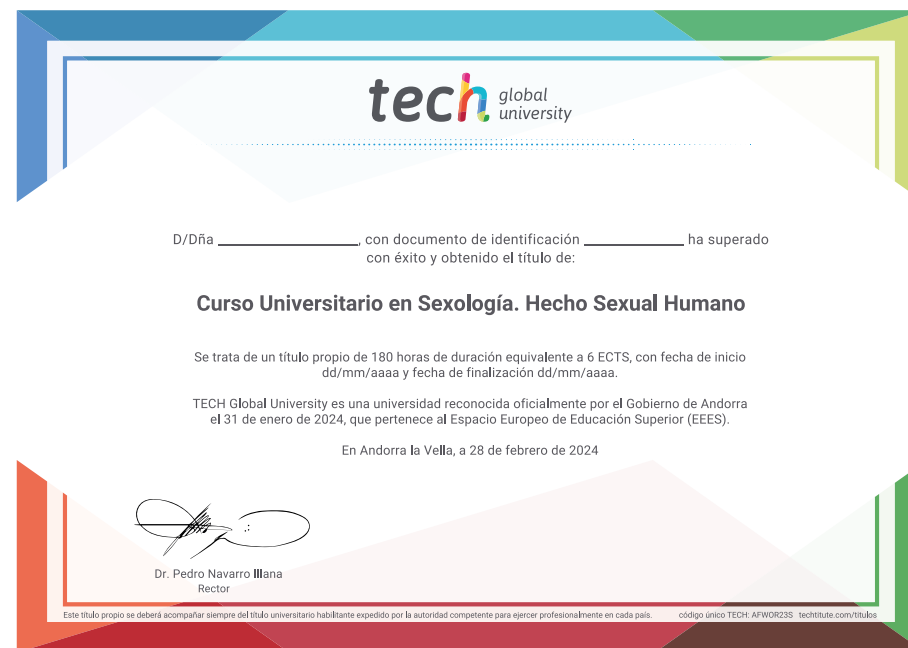 tech global university
D/Dña ____________________, con documento de identificación ______________ ha superado
con éxito y obtenido el título de:
Curso Universitario en Sexología. Hecho Sexual Humano
Se trata de un título propio de 180 horas de duración equivalente a 6 ECTS, con fecha de inicio
dd/mm/aaaa y fecha de finalización dd/mm/aaaa.
TECH Global University es una universidad reconocida oficialmente por el Gobierno de Andorra
el 31 de enero de 2024, que pertenece al Espacio Europeo de Educación Superior (EEES).
En Andorra la Vella, a 28 de febrero de 2024
Dr. Pedro Navarro Illana
Rector
Este título propio se deberá acompañar siempre del título universitario habilitante expedido por la autoridad competente para ejercer profesionalmente en cada país. código único TECH: AFWOR23S techtitute.com/titulos